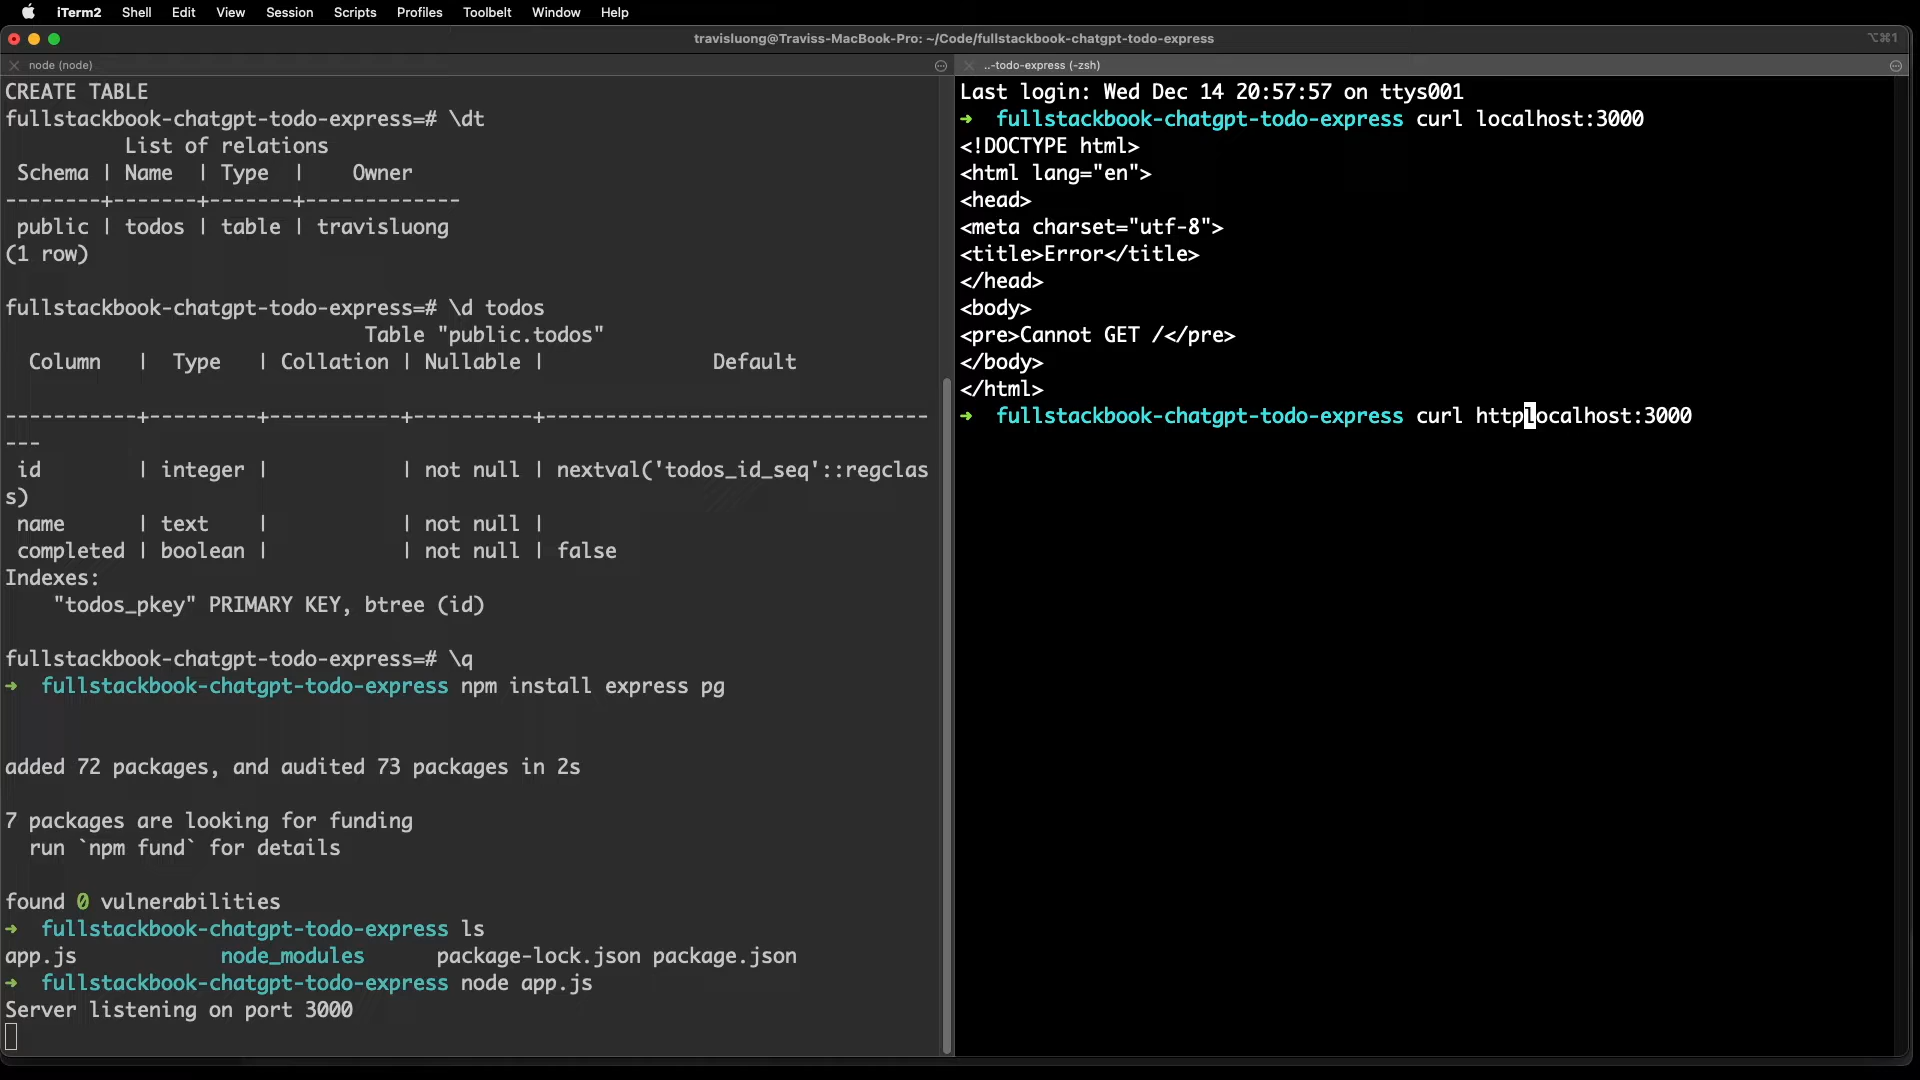 iTerm2 Shell Edit View Session Scripts Profiles Toolbelt Window Help
travisluong@Traviss-MacBook-Pro: ~/Code/fullstackbook-chatgpt-todo-express
⌥⌘1
node (node)
CREATE TABLE
fullstackbook-chatgpt-todo-express=# \dt
List of relations
Schema | Name | Type | Owner
--------+-------+-------+-------------
public | todos | table | travisluong
(1 row)
fullstackbook-chatgpt-todo-express=# \d todos
Table "public.todos"
Column | Type | Collation | Nullable | Default
-----------+---------+-----------+----------+--------------------------------
---
id | integer | | not null | nextval('todos_id_seq'::regclas
s)
name | text | | not null |
completed | boolean | | not null | false
Indexes:
"todos_pkey" PRIMARY KEY, btree (id)
fullstackbook-chatgpt-todo-express=# \q
➜ fullstackbook-chatgpt-todo-express npm install express pg
added 72 packages, and audited 73 packages in 2s
7 packages are looking for funding
run `npm fund` for details
found 0 vulnerabilities
➜ fullstackbook-chatgpt-todo-express ls
app.js node_modules package-lock.json package.json
➜ fullstackbook-chatgpt-todo-express node app.js
Server listening on port 3000
..-todo-express (-zsh)
Last login: Wed Dec 14 20:57:57 on ttys001
➜ fullstackbook-chatgpt-todo-express curl localhost:3000
<!DOCTYPE html>
<html lang="en">
<head>
<meta charset="utf-8">
<title>Error</title>
</head>
<body>
<pre>Cannot GET /</pre>
</body>
</html>
➜ fullstackbook-chatgpt-todo-express curl httplocalhost:3000